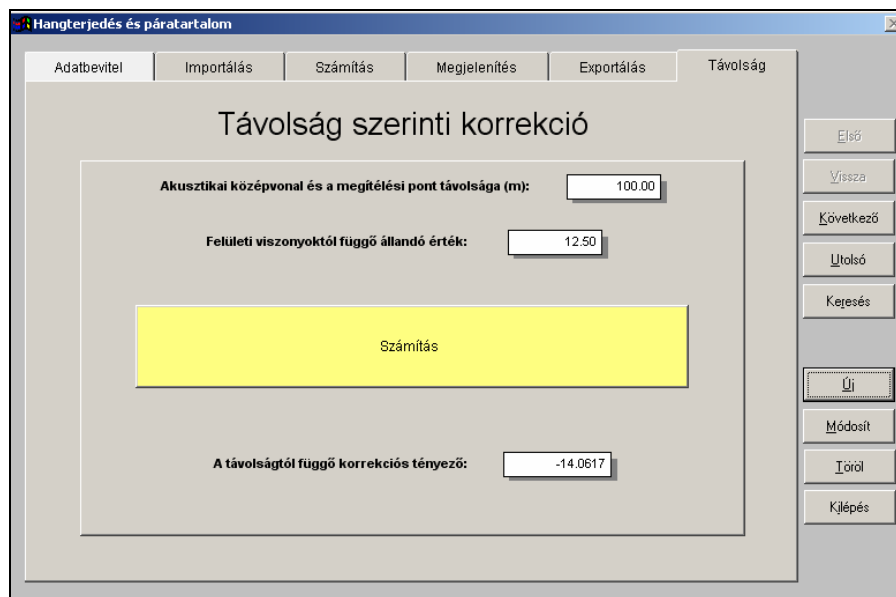 Hangterjedés és páratartalom
Adatbevitel
Importálás
Számítás
Megjelenítés
Exportálás
Távolság
Távolság szerinti korrekció
Akusztikai középvonal és a megítélési pont távolsága (m): 100.00
Felületi viszonyoktól függő állandó érték: 12.50
Számítás
A távolságtól függő korrekciós tényező: -14.0617
Első
Vissza
Következő
Utolsó
Keresés
Új
Módosít
Töröl
Kilépés